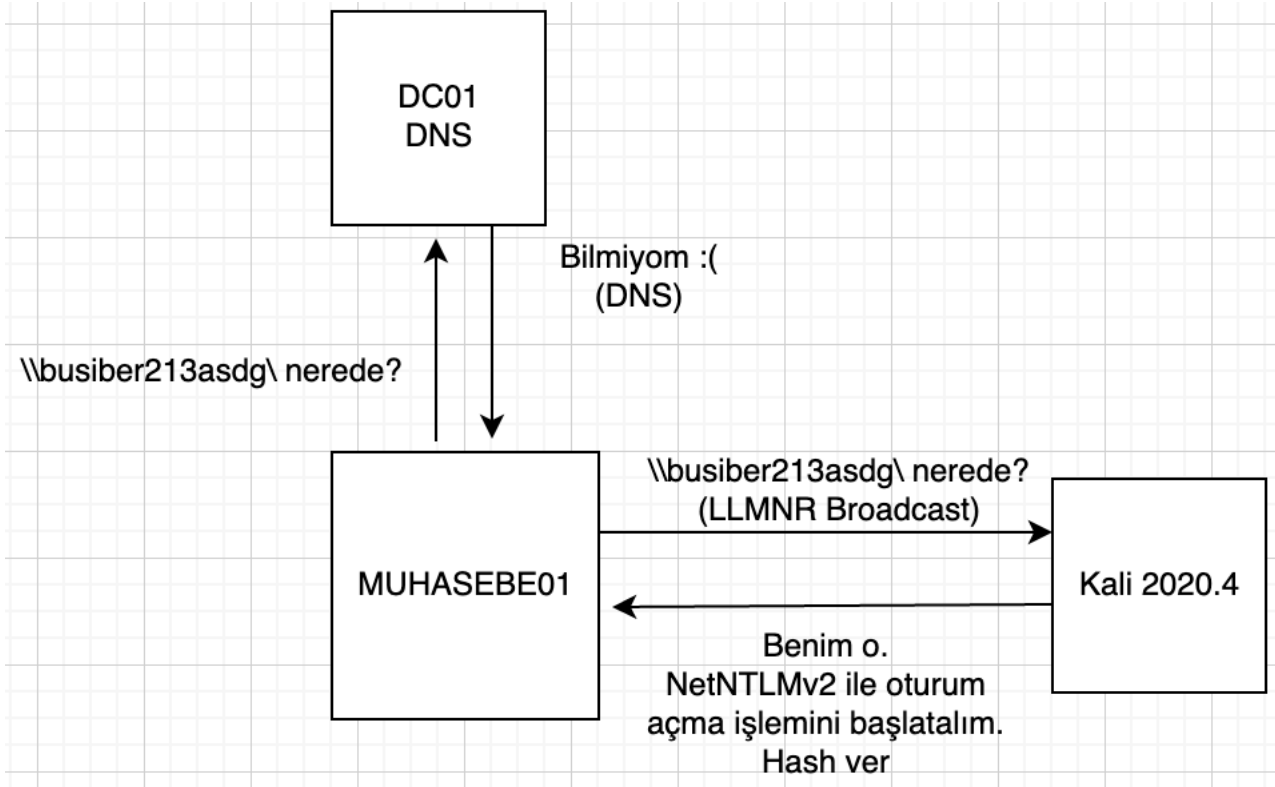 DC01
DNS
Bilmiyom :(
(DNS)
\\busiber213asdg\ nerede?
\\busiber213asdg\ nerede?
(LLMNR Broadcast)
MUHASEBE01
Kali 2020.4
Benim o.
NetNTLMv2 ile oturum
açma işlemini başlatalım.
Hash ver